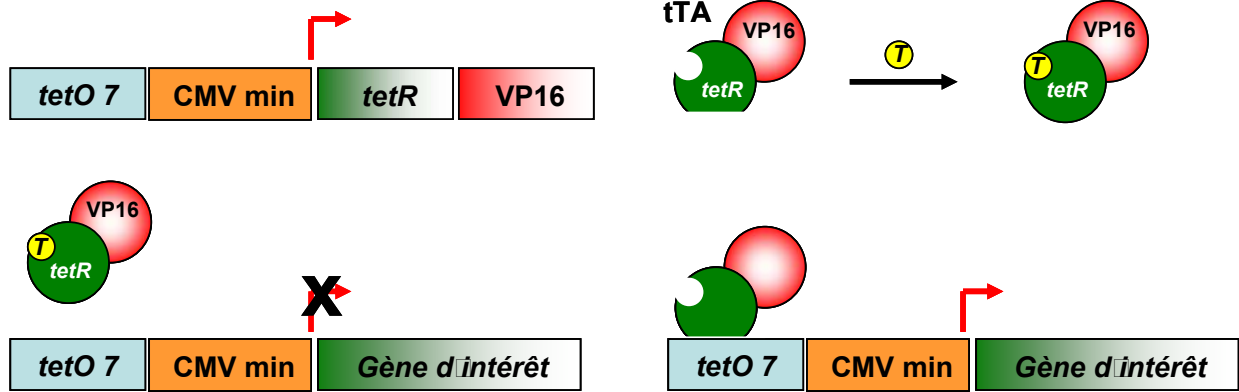 tTA
VP16
tetR
T
VP16
T
tetR
tetO 7 CMV min tetR VP16
VP16
T
tetR
X
tetO 7 CMV min Gène d□intérêt
tetO 7 CMV min Gène d□intérêt